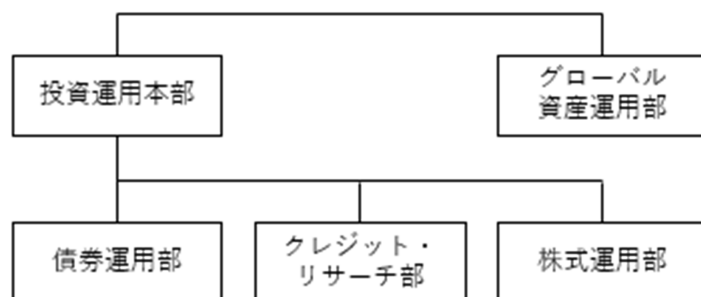 投資運用本部
グローバル
資産運用部
債券運用部
クレジット・
リサーチ部
株式運用部